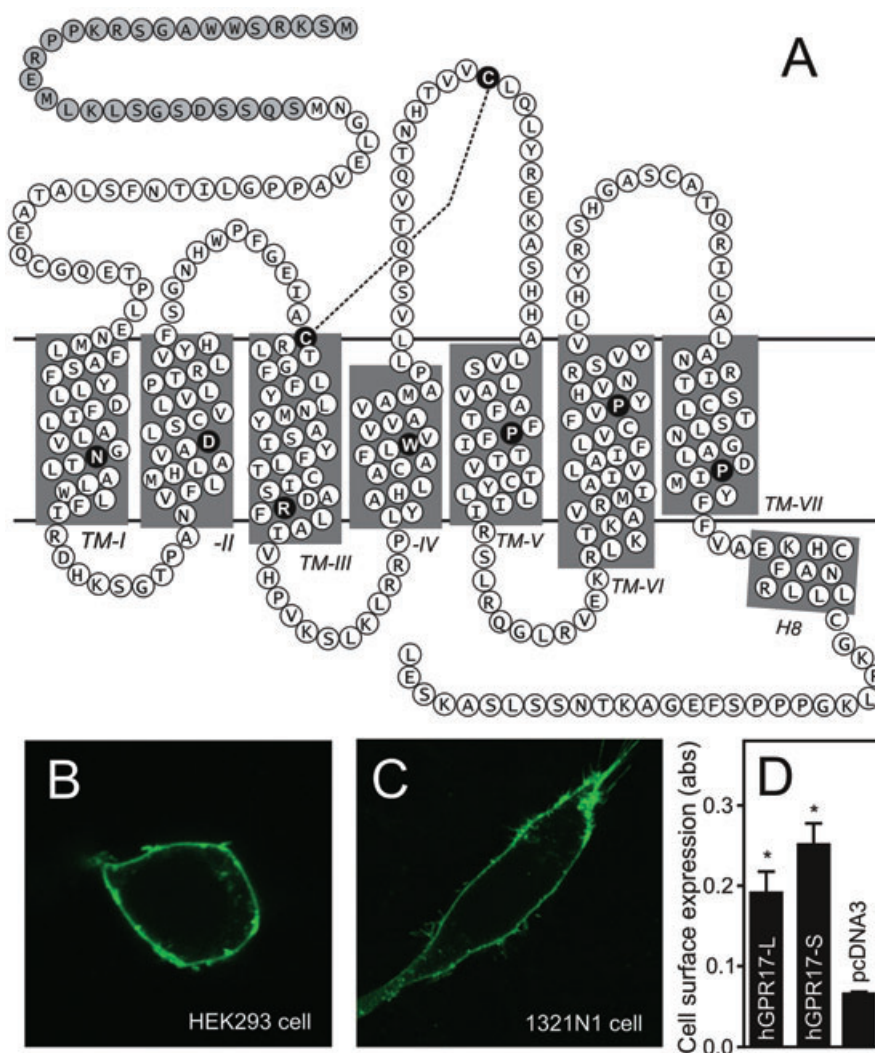 P P K R S G A W W S R K S M
R
E
M L K L S G S D S S Q S M N
G
L
E
T A L S F N T I L G P P A V
A
E
Q C G Q E T P L E
L M N
F S A F
L L Y
L I F D
V L A
L T N G
W L A
I F L L
R D H K S G T P A N
F S G N H W P F G E I A C
V Y H
P T R L
L V L
L S C V
V A D
M H L A
V F L
L R T
I V H P V K S L K L R R P L
L L V S P Q T V Q T N H T V V C L Q L Y R E K A S H H A
V A M A
V V A
F L W V
A C A
S V L
V A L
T F A
I F P F
V T T
L Y C T
I I L
R S L R Q G L R V E K
V L H Y R S H G A S C A T Q R I L A L
R S V Y
T I R
L C S
N L S T
L A G D
M I P
F Y
F V A E K H C
F A N
R L L L
C G K
L E S K A S L S S N T K A G E F S P P P G K L
A
TM-I
-II
TM-III
-IV
TM-V
TM-VI
TM-VII
H8
B
HEK293 cell
C
1321N1 cell
D
Cell surface expression (abs)
0.3
0.2
0.1
0.0
*
*
hGPR17-L
hGPR17-S
pcDNA3